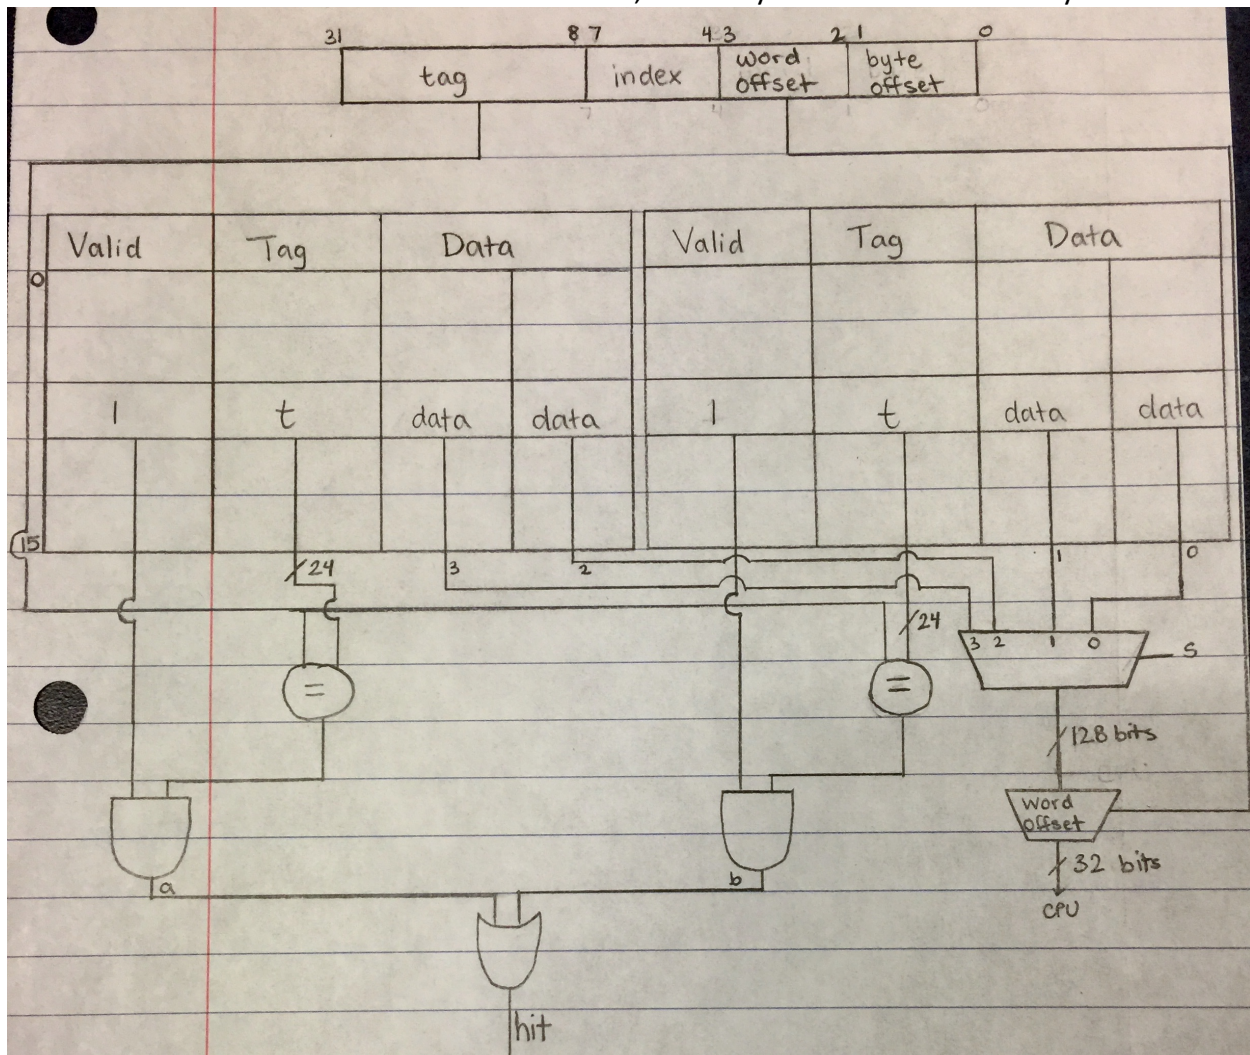 31 8 7 4 3 2 1 0
tag index word offset byte offset
Valid Tag Data Valid Tag Data
0
1 t data data 1 t data data
15
24 3 2 1 0
24
3 2 1 0 S
= =
128 bits
word
offset
32 bits
a b
CPU
hit